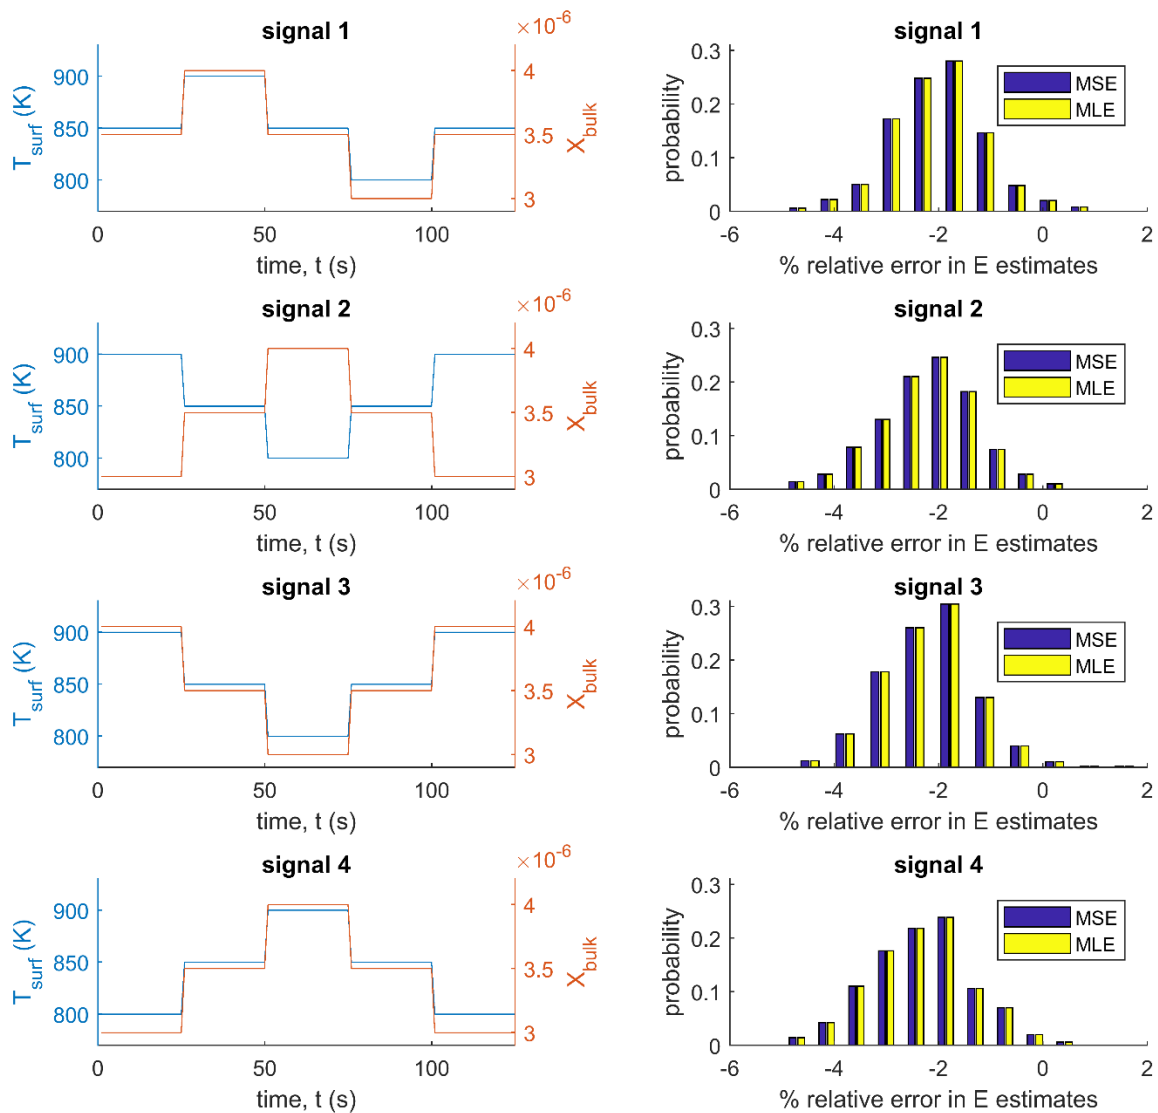 signal 1
×10⁻⁶
T_surf (K)
900
850
800
4
3.5
3
X_bulk
0
50
100
time, t (s)
signal 1
probability
0.3
0.2
0.1
0
MSE
MLE
-6
-4
-2
0
2
% relative error in E estimates
signal 2
×10⁻⁶
T_surf (K)
900
850
800
4
3.5
3
X_bulk
0
50
100
time, t (s)
signal 2
probability
0.3
0.2
0.1
0
MSE
MLE
-6
-4
-2
0
2
% relative error in E estimates
signal 3
×10⁻⁶
T_surf (K)
900
850
800
4
3.5
3
X_bulk
0
50
100
time, t (s)
signal 3
probability
0.3
0.2
0.1
0
MSE
MLE
-6
-4
-2
0
2
% relative error in E estimates
signal 4
×10⁻⁶
T_surf (K)
900
850
800
4
3.5
3
X_bulk
0
50
100
time, t (s)
signal 4
probability
0.3
0.2
0.1
0
MSE
MLE
-6
-4
-2
0
2
% relative error in E estimates